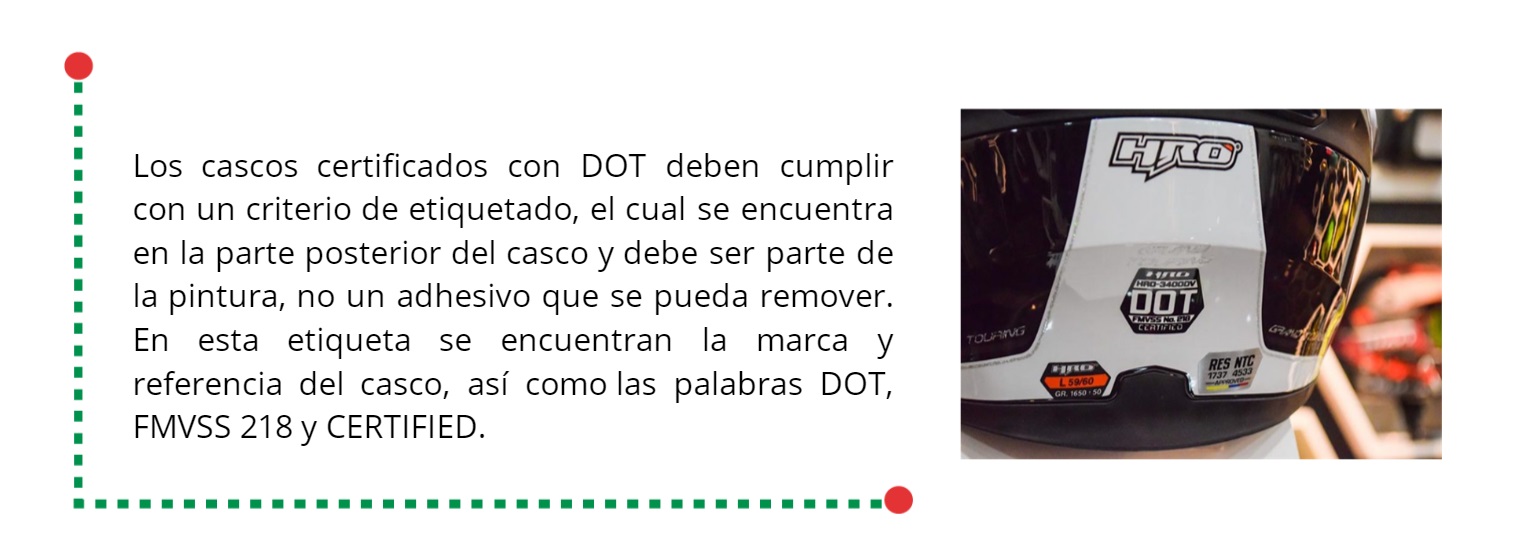 Los cascos certificados con DOT deben cumplir
con un criterio de etiquetado, el cual se encuentra
en la parte posterior del casco y debe ser parte de
la pintura, no un adhesivo que se pueda remover.
En esta etiqueta se encuentran la marca y
referencia del casco, así como las palabras DOT,
FMVSS 218 y CERTIFIED.
HRO
HRO
HRO-3400DV
DOT
FMVSS No. 218
CERTIFIED
TOURING
HRO
L 59/60
GR. 1650 - 50
RES NTC
1737 4533
APPROVED